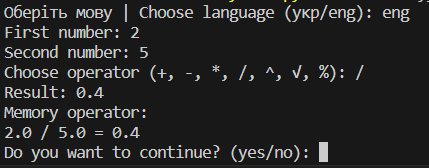 Оберіть мову | Choose language (укр/eng): eng
First number: 2
Second number: 5
Choose operator (+, -, *, /, ^, √, %): /
Result: 0.4
Memory operator:
2.0 / 5.0 = 0.4
Do you want to continue? (yes/no):